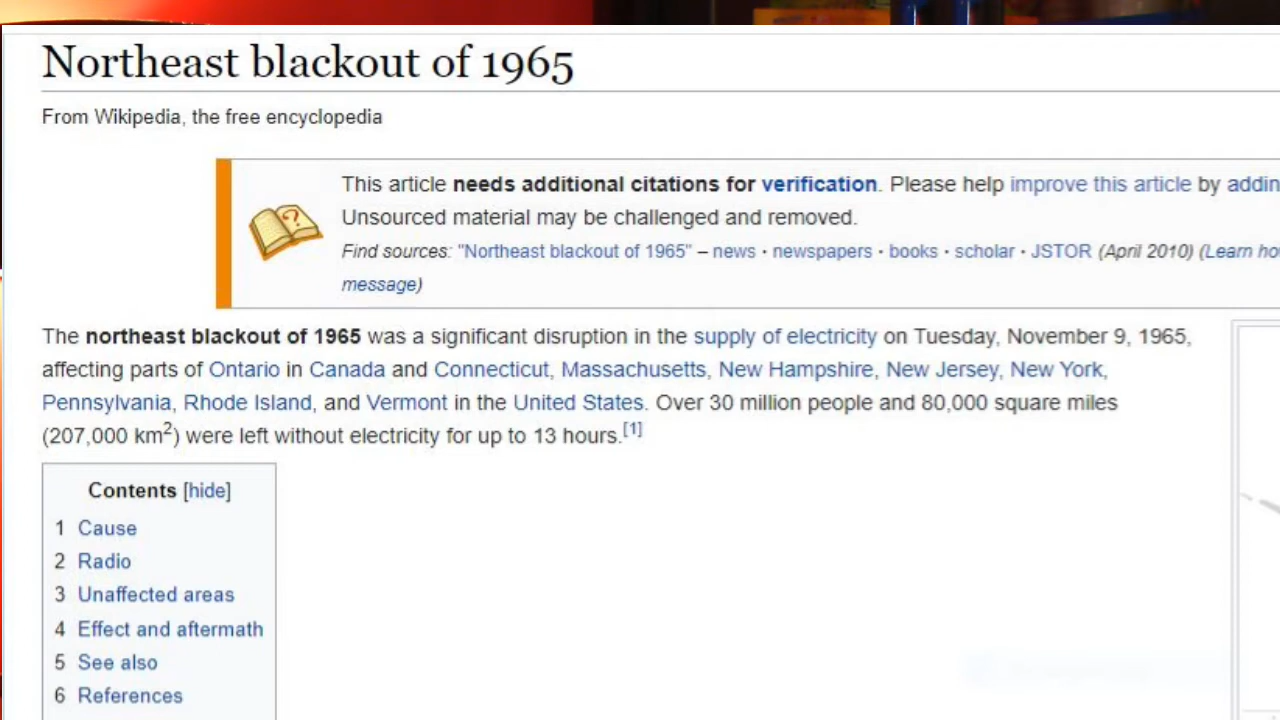 Northeast blackout of 1965
From Wikipedia, the free encyclopedia
This article needs additional citations for verification. Please help improve this article by
Unsourced material may be challenged and removed.
Find sources: "Northeast blackout of 1965" – news · newspapers · books · scholar · JSTOR (April 2010) (Learn
message)
The northeast blackout of 1965 was a significant disruption in the supply of electricity on Tuesday, November 9, 1965,
affecting parts of Ontario in Canada and Connecticut, Massachusetts, New Hampshire, New Jersey, New York,
Pennsylvania, Rhode Island, and Vermont in the United States. Over 30 million people and 80,000 square miles
(207,000 km²) were left without electricity for up to 13 hours.[1]
Contents [hide]
1 Cause
2 Radio
3 Unaffected areas
4 Effect and aftermath
5 See also
6 References